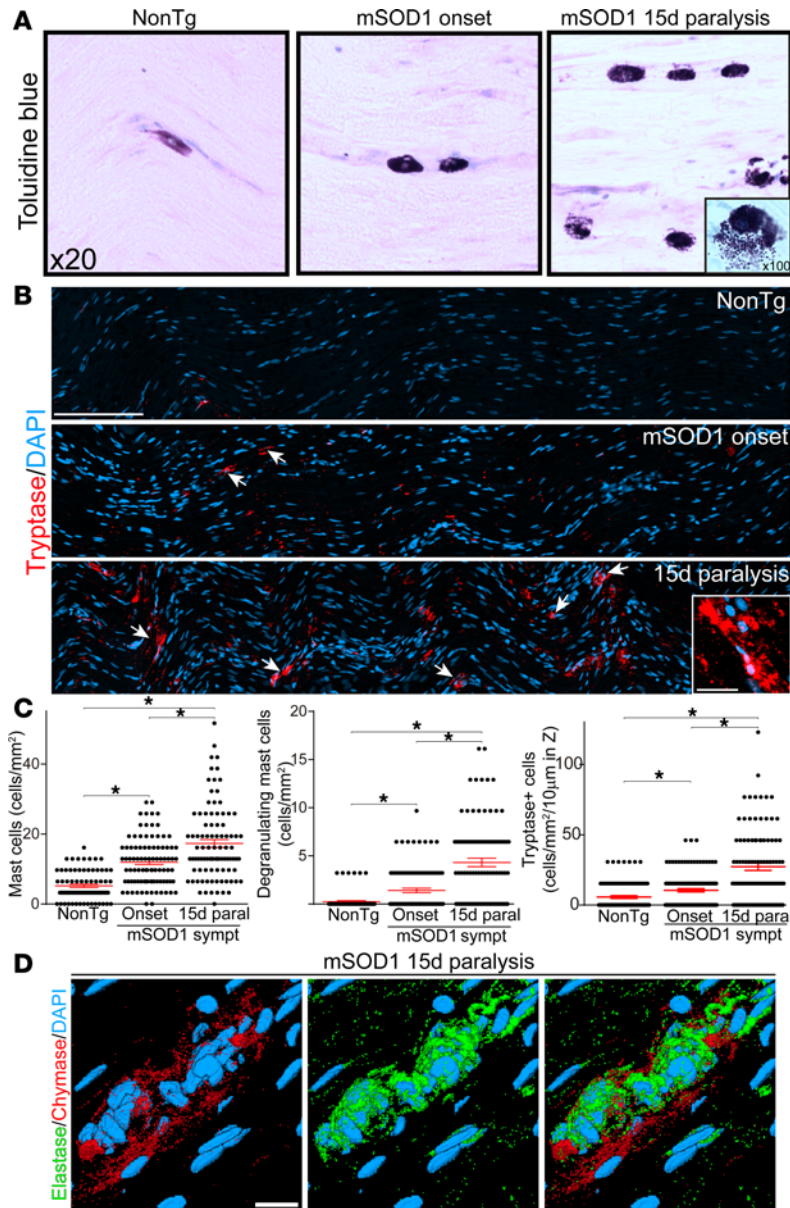 A
NonTg
mSOD1 onset
mSOD1 15d paralysis
Toluidine blue
x20
x100
B
Tryptase/DAPI
NonTg
mSOD1 onset
15d paralysis
C
Mast cells (cells/mm²)
40
20
0
* * *
NonTg Onset 15d paral
mSOD1 sympt
Degranulating mast cells
(cells/mm²)
20
15
10
5
* * *
NonTg Onset 15d paral
mSOD1 sympt
Tryptase+ cells
(cells/mm²/10μm in Z)
100
50
0
* * *
NonTg Onset 15d para
mSOD1 sympt
D
mSOD1 15d paralysis
Elastase/Chymase/DAPI